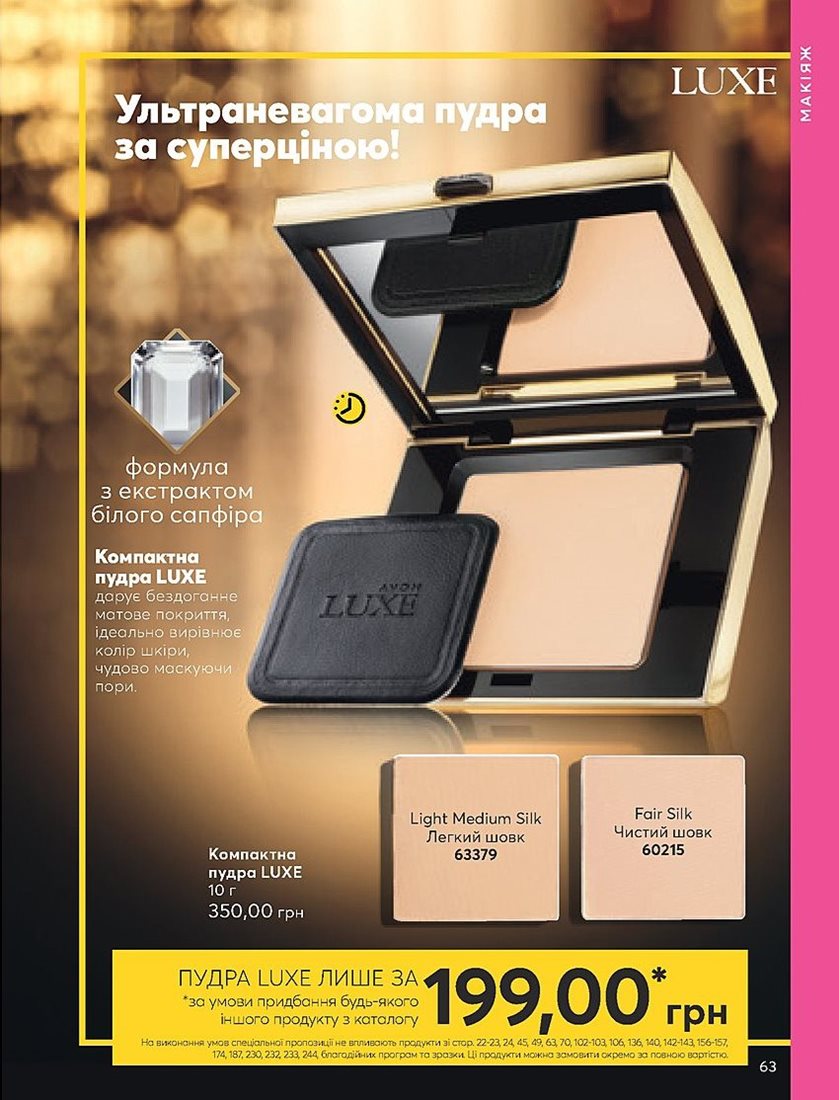 LUXE
МАКІЯЖ
Ультраневагома пудра
за суперціною!
формула
з екстрактом
білого сапфіра
Компактна
пудра LUXE
дарує бездоганне
матове покриття,
ідеально вирівнює
колір шкіри,
чудово маскуючи
пори.
AVON
LUXE
Light Medium Silk
Легкий шовк
63379
Fair Silk
Чистий шовк
60215
Компактна
пудра LUXE
10 г
350,00 грн
ПУДРА LUXE ЛИШЕ ЗА
*за умови придбання будь-якого
іншого продукту з каталогу
199,00* грн
На виконання умов спеціальної пропозиції не впливають продукти зі стор. 22-23, 24, 45, 49, 63, 70, 102-103, 106, 136, 140, 142-143, 156-157,
174, 187, 230, 232, 233, 244, благодійних програм та зразки. Ці продукти можна замовити окремо за повною вартістю.
63